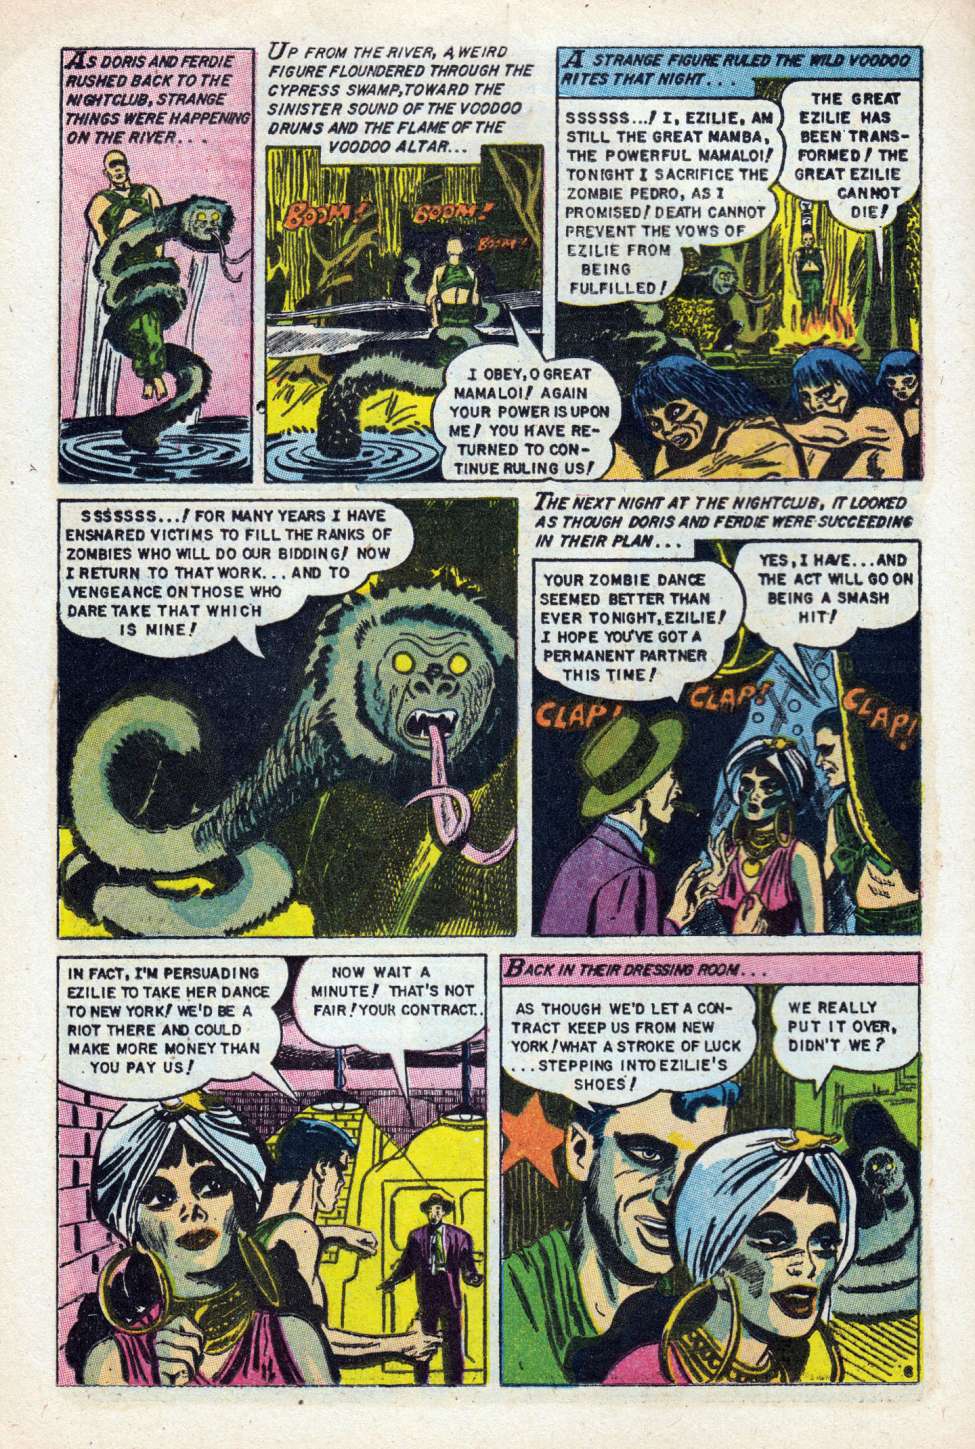 AS DORIS AND FERDIE
RUSHED BACK TO THE
NIGHTCLUB, STRANGE
THINGS WERE HAPPENING
ON THE RIVER...
UP FROM THE RIVER, A WEIRD
FIGURE FLOUNDERED THROUGH THE
CYPRESS SWAMP, TOWARD THE
SINISTER SOUND OF THE VOODOO
DRUMS AND THE FLAME OF THE
VOODOO ALTAR...
BOOM!
BOOM!
BOOM!
I OBEY, O GREAT
MAMALOI! AGAIN
YOUR POWER IS UPON
ME! YOU HAVE RE-
TURNED TO CON-
TINUE RULING US!
A STRANGE FIGURE RULED THE WILD VOODOO
RITES THAT NIGHT...
SSSSSS...! I, EZILIE, AM
STILL THE GREAT MAMBA,
THE POWERFUL MAMALOI!
TONIGHT I SACRIFICE THE
ZOMBIE PEDRO, AS I
PROMISED! DEATH CANNOT
PREVENT THE VOWS OF
EZILIE FROM
BEING
FULFILLED!
THE GREAT
EZILIE HAS
BEEN TRANS-
FORMED! THE
GREAT EZILIE
CANNOT
DIE!
SSSSSSS...! FOR MANY YEARS I HAVE
ENSNARED VICTIMS TO FILL THE RANKS OF
ZOMBIES WHO WILL DO OUR BIDDING! NOW
I RETURN TO THAT WORK... AND TO
VENGEANCE ON THOSE WHO
DARE TAKE THAT WHICH
IS MINE!
THE NEXT NIGHT AT THE NIGHTCLUB, IT LOOKED
AS THOUGH DORIS AND FERDIE WERE SUCCEEDING
IN THEIR PLAN...
YOUR ZOMBIE DANCE
SEEMED BETTER THAN
EVER TONIGHT, EZILIE!
I HOPE YOU'VE GOT A
PERMANENT PARTNER
THIS TIME!
YES, I HAVE...AND
THE ACT WILL GO ON
BEING A SMASH
HIT!
CLAP!
CLAP!
CLAP!
IN FACT, I'M PERSUADING
EZILIE TO TAKE HER DANCE
TO NEW YORK! WE'D BE A
RIOT THERE AND COULD
MAKE MORE MONEY THAN
YOU PAY US!
NOW WAIT A
MINUTE! THAT'S NOT
FAIR! YOUR CONTRACT..
BACK IN THEIR DRESSING ROOM...
AS THOUGH WE'D LET A CON-
TRACT KEEP US FROM NEW
YORK! WHAT A STROKE OF LUCK
...STEPPING INTO EZILIE'S
SHOES!
WE REALLY
PUT IT OVER,
DIDN'T WE?
6